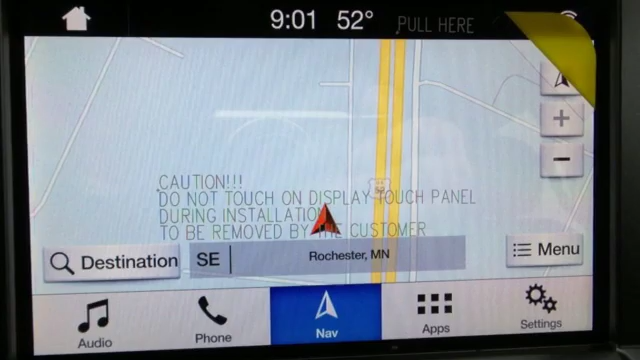 9:01 52° PULL HERE
CAUTION!!!
DO NOT TOUCH ON DISPLAY TOUCH PANEL
DURING INSTALLATION
TO BE REMOVED BY THE CUSTOMER
Destination SE Rochester, MN Menu
Audio Phone Nav Apps Settings